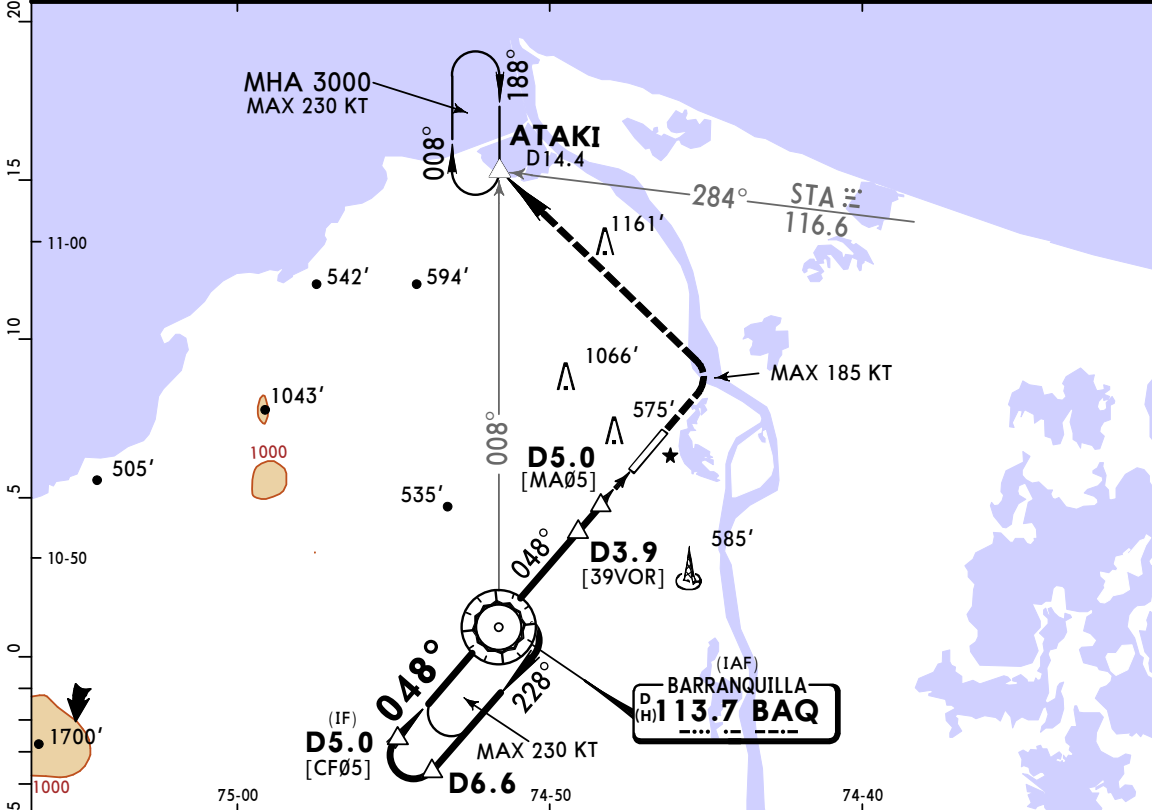 20
15
10
5
0
5
MHA 3000
MAX 230 KT
188°
008°
ATAKI
D14.4
284°
STA
116.6
1161'
11-00
542'
594'
1066'
MAX 185 KT
1043'
575'
1000
008°
D5.0
[MAØ5]
505'
535'
048°
D3.9
[39VOR]
585'
10-50
048°
228°
(IAF)
BARRANQUILLA
D
(H)
113.7 BAQ
(IF)
D5.0
[CFØ5]
MAX 230 KT
D6.6
1700'
1000
75-00
74-50
74-40